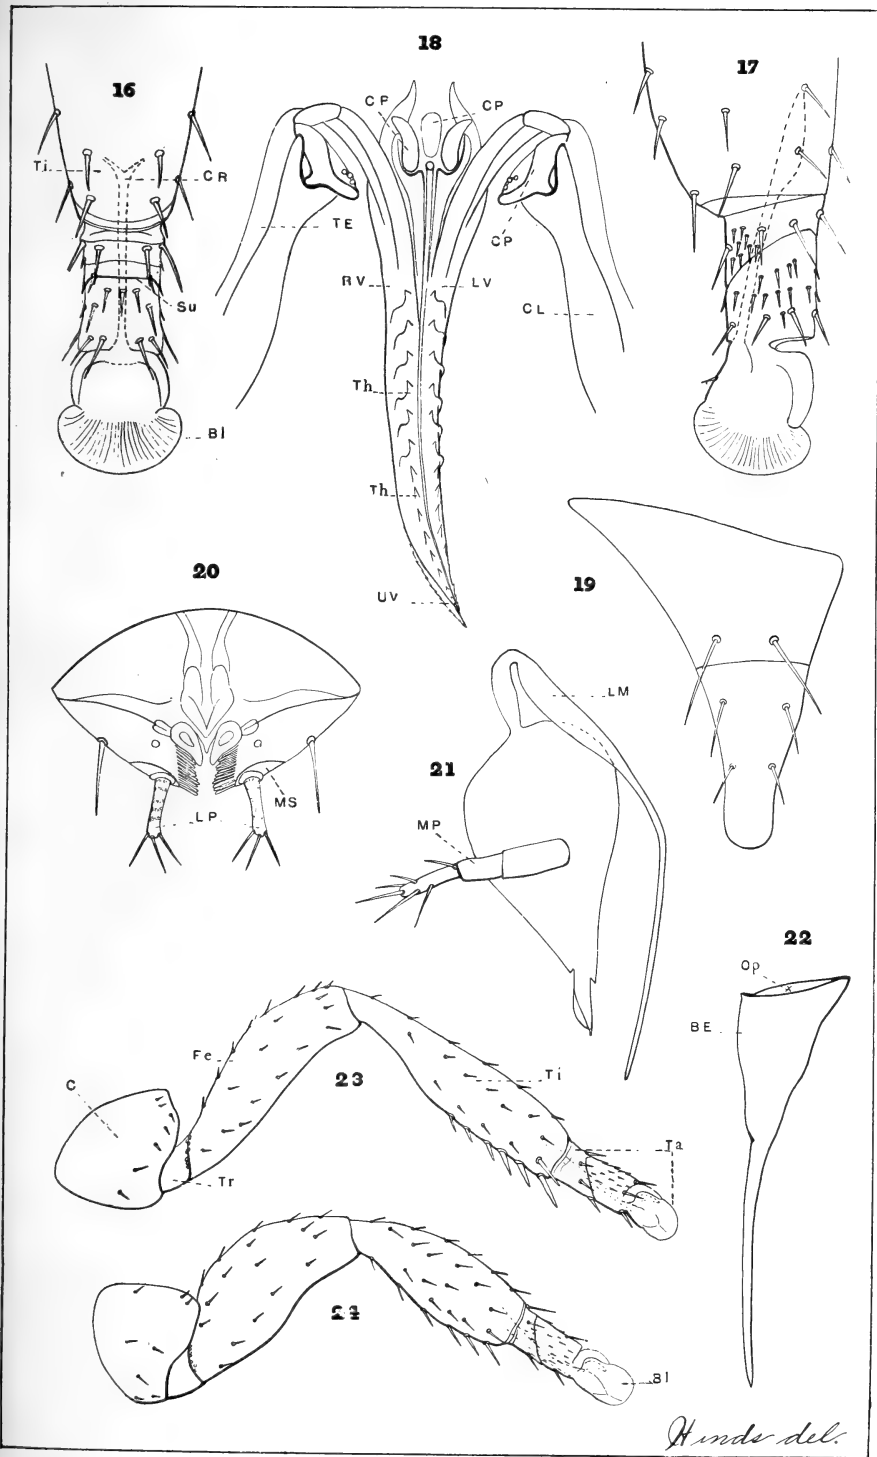 18
16
17
CP
CP
Ti
CR
TE
CP
RV
LV
Su
CL
Th
Bl
Th
20
19
UV
LM
21
MS
LP
MP
22
Op
BE
Fe
23
Ti
C
Ta
Tr
24
Bl
Hinds del.